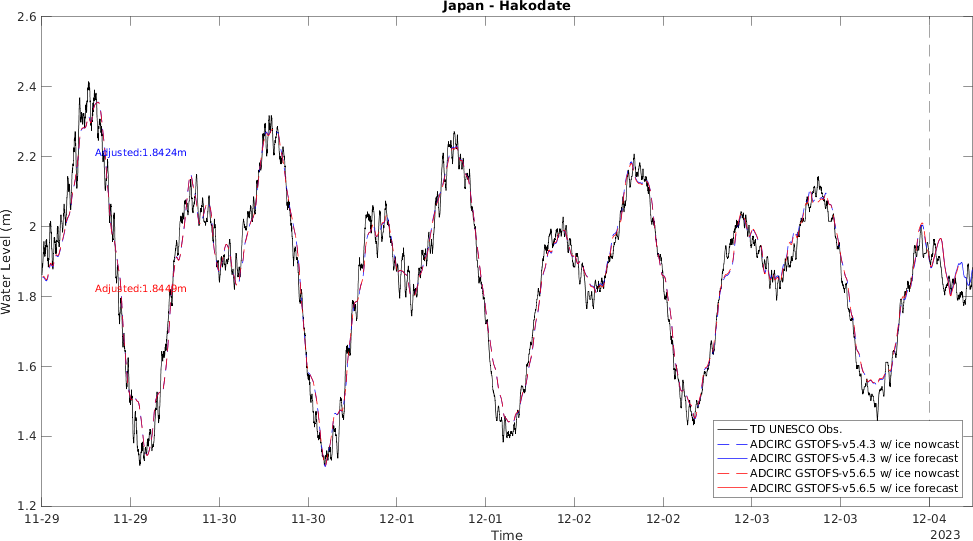 Japan - Hakodate
2.6
2.4
2.2
2
1.8
1.6
1.4
1.2
Water Level (m)
Adjusted:1.8424m
Adjusted:1.8449m
TD UNESCO Obs.
ADCIRC GSTOFS-v5.4.3 w/ ice nowcast
ADCIRC GSTOFS-v5.4.3 w/ ice forecast
ADCIRC GSTOFS-v5.6.5 w/ ice nowcast
ADCIRC GSTOFS-v5.6.5 w/ ice forecast
11-29 11-29 11-30 11-30 12-01 12-01 12-02 12-02 12-03 12-03 12-04
Time
2023